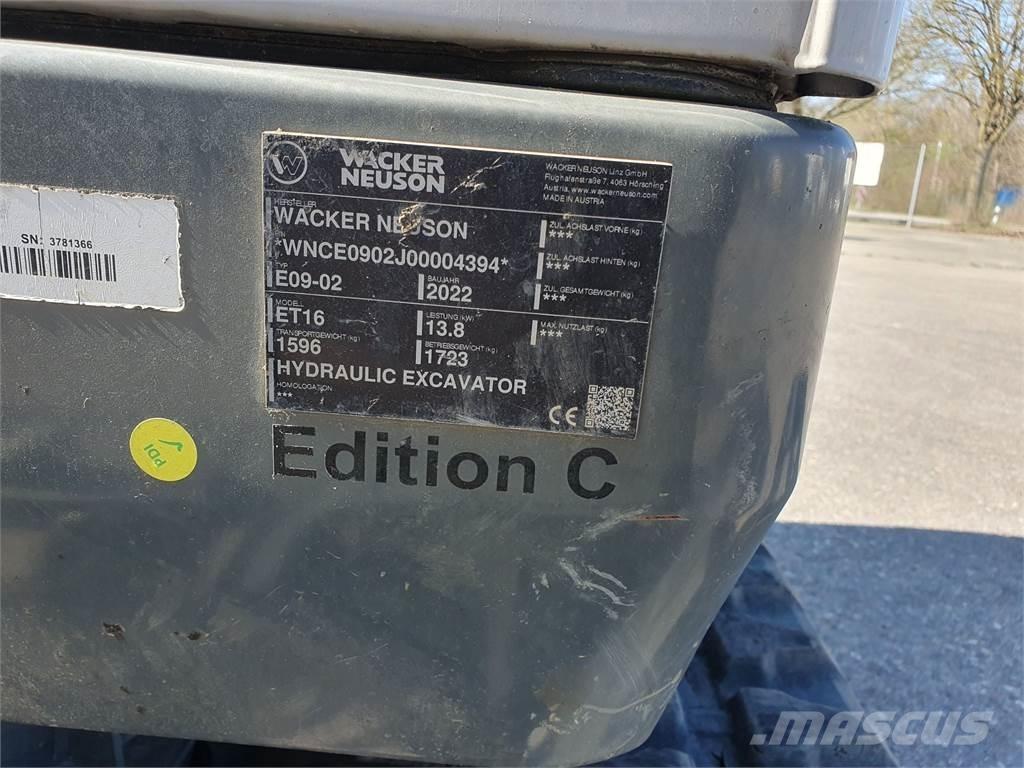 WACKER
NEUSON
WACKER NEUSON Linz GmbH
Flughafenstraße 7, 4063 Hörsching
Austria, www.wackerneuson.com
MADE IN AUSTRIA
HERSTELLER
WACKER NEUSON
*WNCE0902J00004394*
TYP
E09-02
BAUJAHR
2022
MODELL
ET16
LEISTUNG (kW)
13.8
TRANSPORTGEWICHT (kg)
1596
BETRIEBSGEWICHT (kg)
1723
HYDRAULIC EXCAVATOR
HOMOLOGATION
***
ZUL. ACHSLAST VORNE (kg)
***
ZUL. ACHSLAST HINTEN (kg)
***
ZUL. GESAMTGEWICHT (kg)
***
MAX. NUTZLAST (kg)
***
CE
SN: 3781366
PDI
Edition C
MASCUS